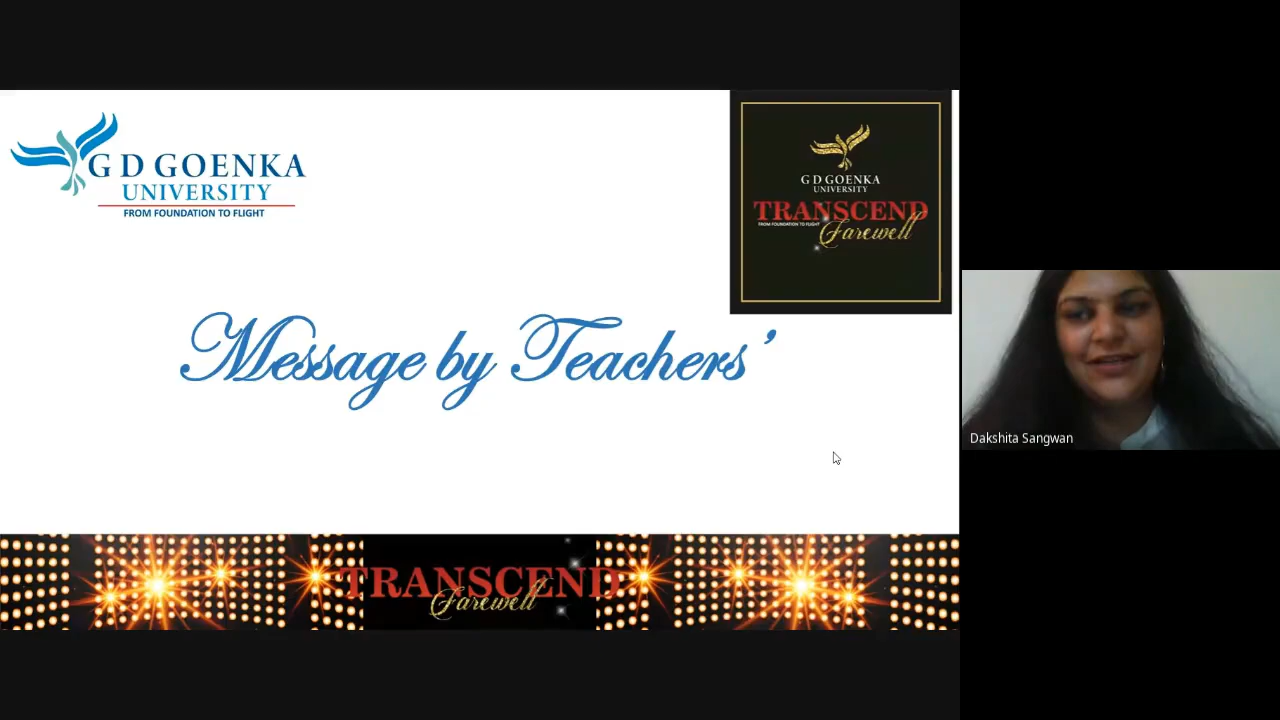 G D GOENKA
UNIVERSITY
FROM FOUNDATION TO FLIGHT
G D GOENKA
UNIVERSITY
TRANSCEND
FROM FOUNDATION TO FLIGHT
Farewell
Message by Teachers’
Dakshita Sangwan
TRANSCEND
Farewell